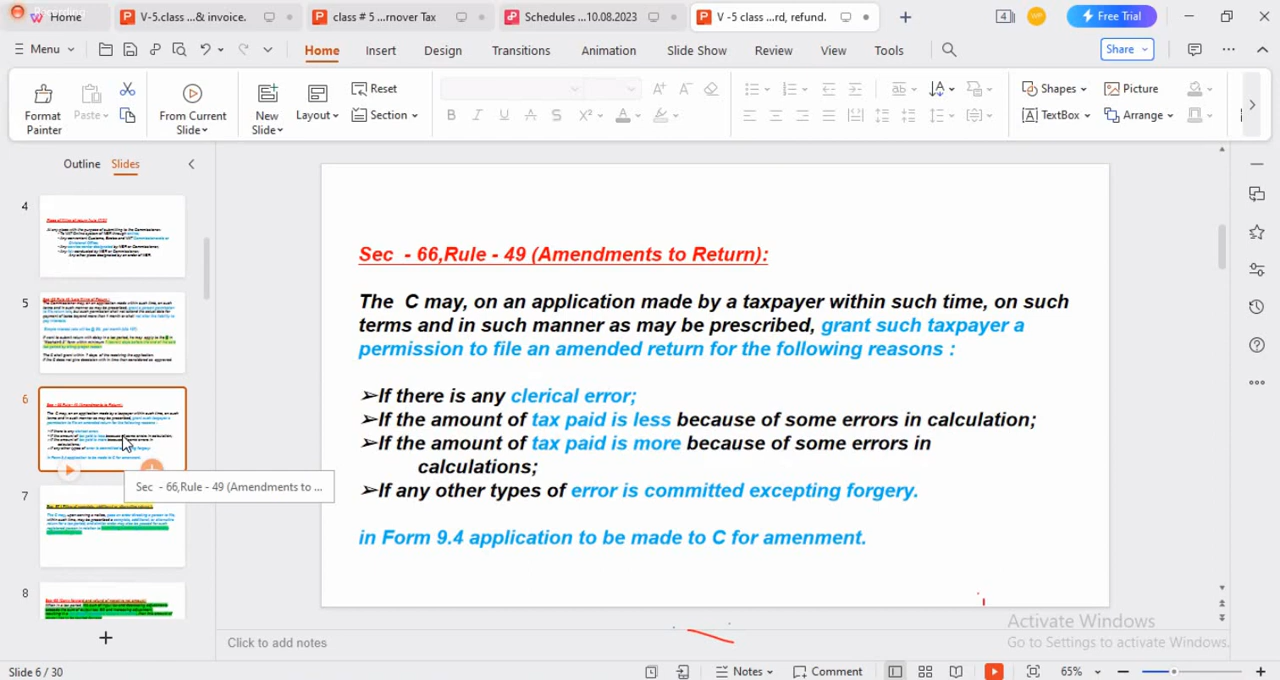 Home
V-5.class ...& invoice.
class # 5 ...rnover Tax
Schedules ...10.08.2023
V -5 class ...rd, refund.
4
Free Trial
Menu
Home
Insert
Design
Transitions
Animation
Slide Show
Review
View
Tools
Share
Format Painter
Paste
From Current Slide
New Slide
Layout
Reset
Section
B I U A S X² A
Shapes
Picture
TextBox
Arrange
Outline
Slides
4
5
6
7
8
Sec - 66,Rule - 49 (Amendments to ...
Sec - 66,Rule - 49 (Amendments to Return):
The C may, on an application made by a taxpayer within such time, on such
terms and in such manner as may be prescribed, grant such taxpayer a
permission to file an amended return for the following reasons :
➢If there is any clerical error;
➢If the amount of tax paid is less because of some errors in calculation;
➢If the amount of tax paid is more because of some errors in
calculations;
➢If any other types of error is committed excepting forgery.
in Form 9.4 application to be made to C for amenment.
Activate Windows
Go to Settings to activate Windows.
Click to add notes
Slide 6 / 30
Notes
Comment
65%